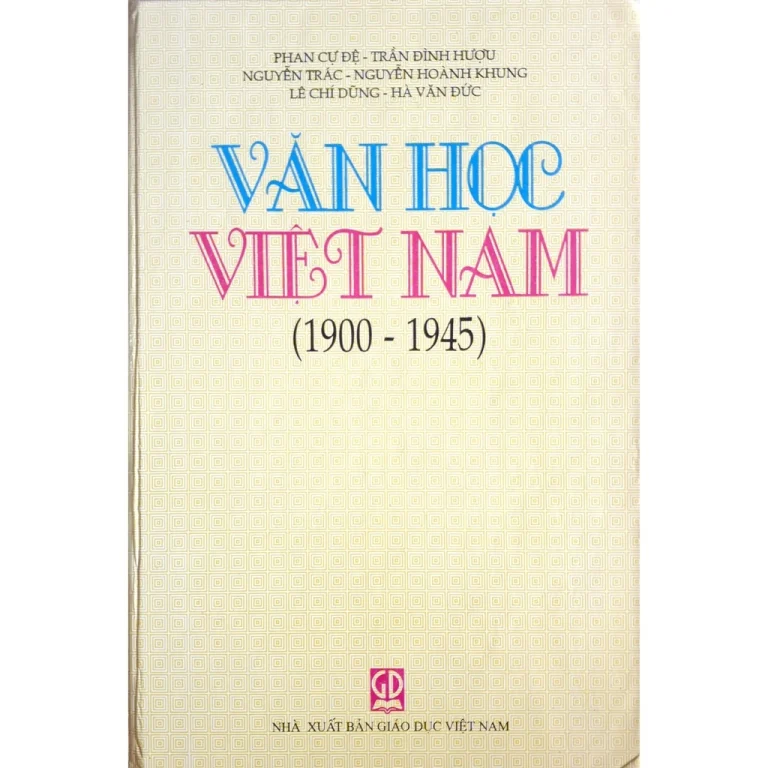 PHAN CỰ ĐỆ - TRẦN ĐÌNH HƯỢU
NGUYỄN TRÁC - NGUYỄN HOÀNH KHUNG
LÊ CHÍ DŨNG - HÀ VĂN ĐỨC
VĂN HỌC
VIỆT NAM
(1900 - 1945)
GD
NHÀ XUẤT BẢN GIÁO DỤC VIỆT NAM